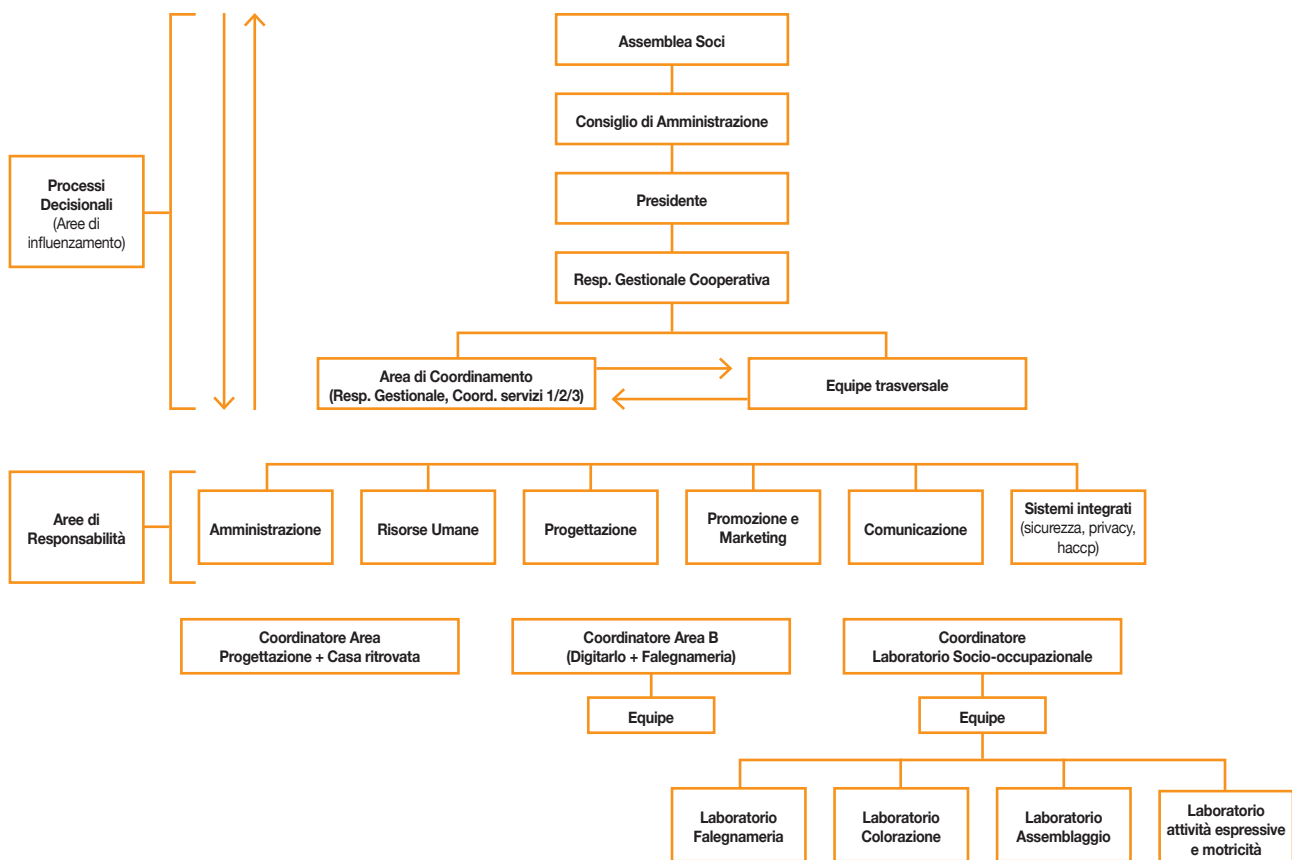 Assemblea Soci
Consiglio di Amministrazione
Processi
Decisionali
(Aree di
influenzamento)
Presidente
Resp. Gestionale Cooperativa
Area di Coordinamento
(Resp. Gestionale, Coord. servizi 1/2/3)
Equipe trasversale
Aree di
Responsabilità
Amministrazione
Risorse Umane
Progettazione
Promozione e
Marketing
Comunicazione
Sistemi integrati
(sicurezza, privacy,
haccp)
Coordinatore Area
Progettazione + Casa ritrovata
Coordinatore Area B
(Digitarlo + Falegnameria)
Coordinatore
Laboratorio Socio-occupazionale
Equipe
Equipe
Laboratorio
Falegnameria
Laboratorio
Colorazione
Laboratorio
Assemblaggio
Laboratorio
attività espressive
e motricità